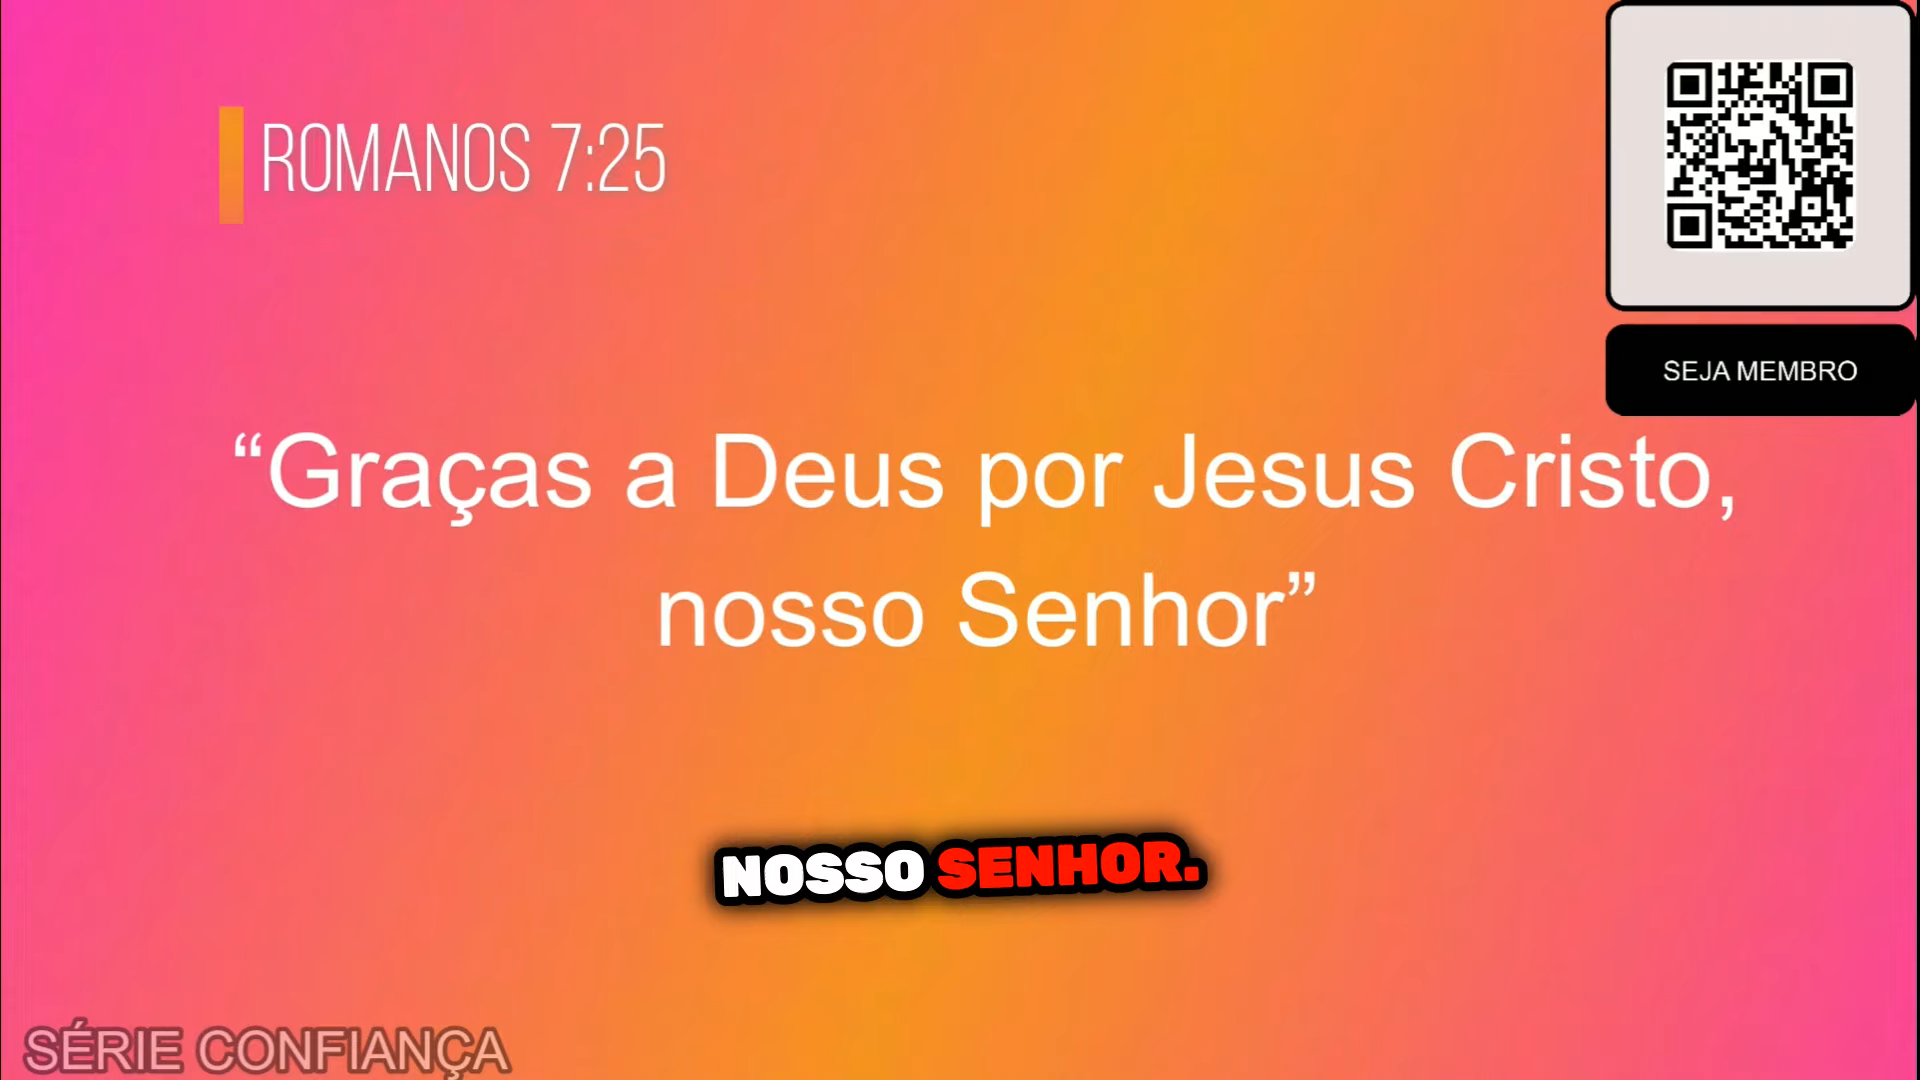 ROMANOS 7:25
SEJA MEMBRO
“Graças a Deus por Jesus Cristo,
nosso Senhor”
NOSSO SENHOR.
SÉRIE CONFIANÇA